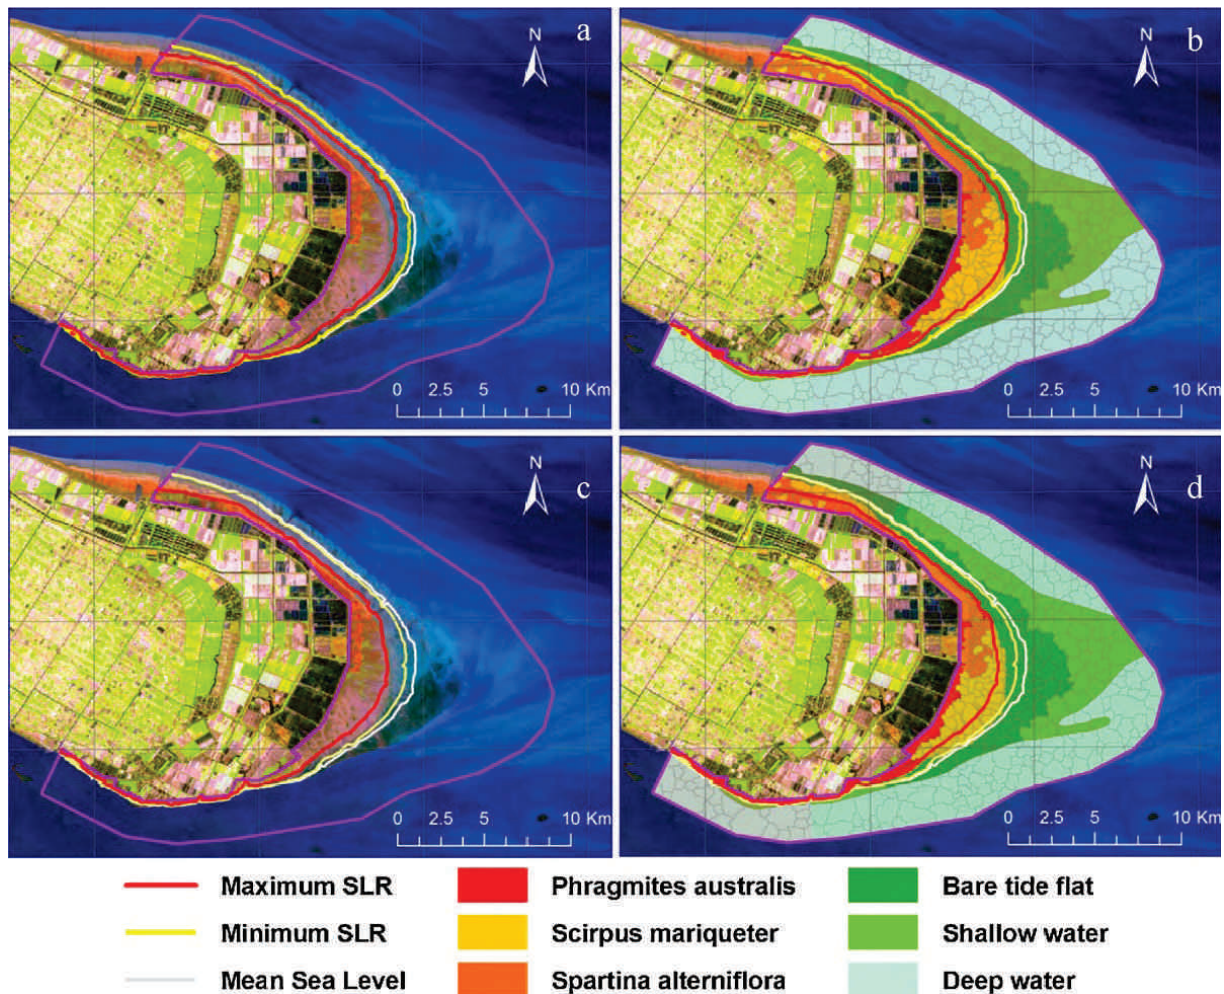 a
N
0 2.5 5 10 Km
b
N
0 2.5 5 10 Km
c
N
0 2.5 5 10 Km
d
N
0 2.5 5 10 Km
Maximum SLR Phragmites australis Bare tide flat
Minimum SLR Scirpus mariqueter Shallow water
Mean Sea Level Spartina alterniflora Deep water